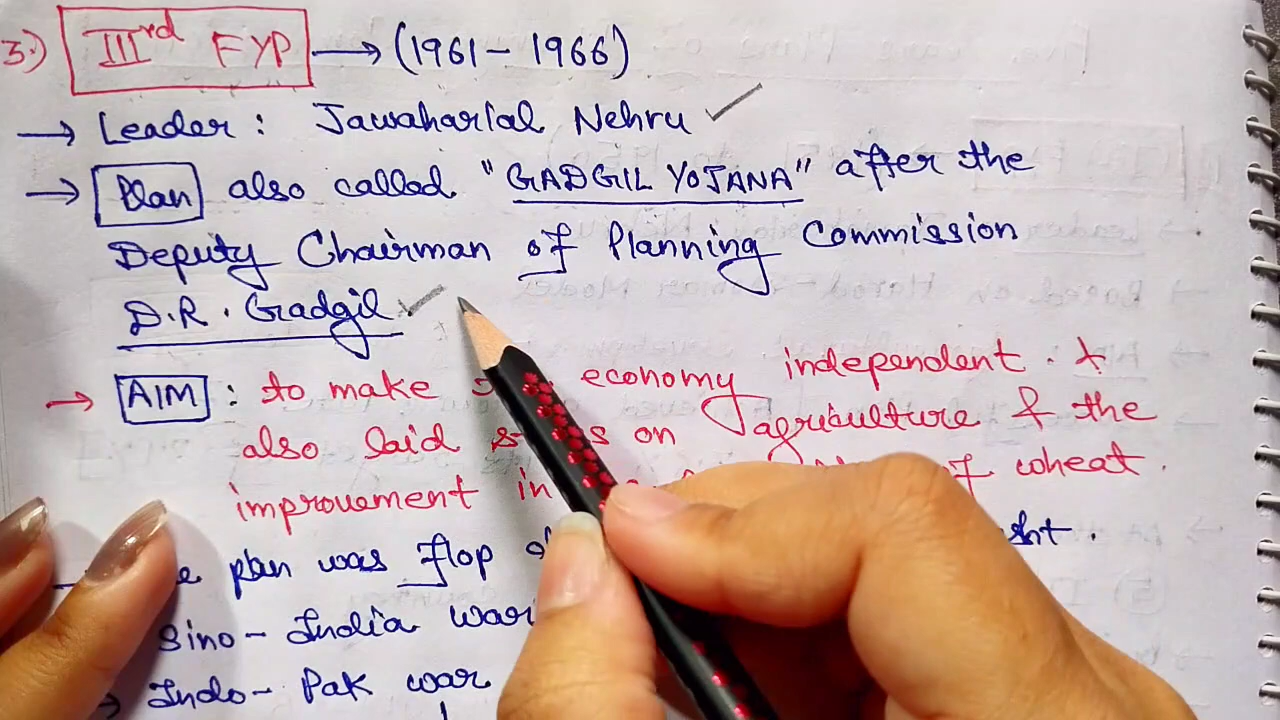 3.) IIIrd FYP → (1961 - 1966)
→ Leader : Jawaharlal Nehru ✓
→ Plan also called "GADGIL YOJANA" after the
Deputy Chairman of Planning Commission
D.R. Gadgil ✓
→ AIM : to make economy independent. &
also laid on agriculture & the
improvement in of wheat.
plan was flop
Sino - India war
→ Indo - Pak war